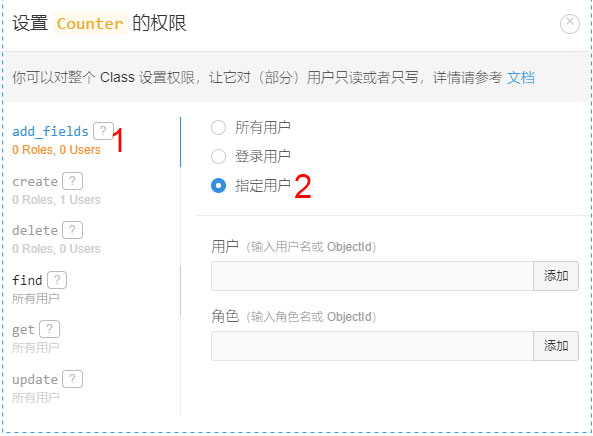 设置 Counter 的权限
你可以对整个 Class 设置权限，让它对（部分）用户只读或者只写，详情请参考 文档
add_fields ? 1
0 Roles, 0 Users
create ?
0 Roles, 1 Users
delete ?
0 Roles, 0 Users
find ?
所有用户
get ?
所有用户
update ?
所有用户
所有用户
登录用户
指定用户 2
用户（输入用户名或 ObjectId）
添加
角色（输入角色名或 ObjectId）
添加